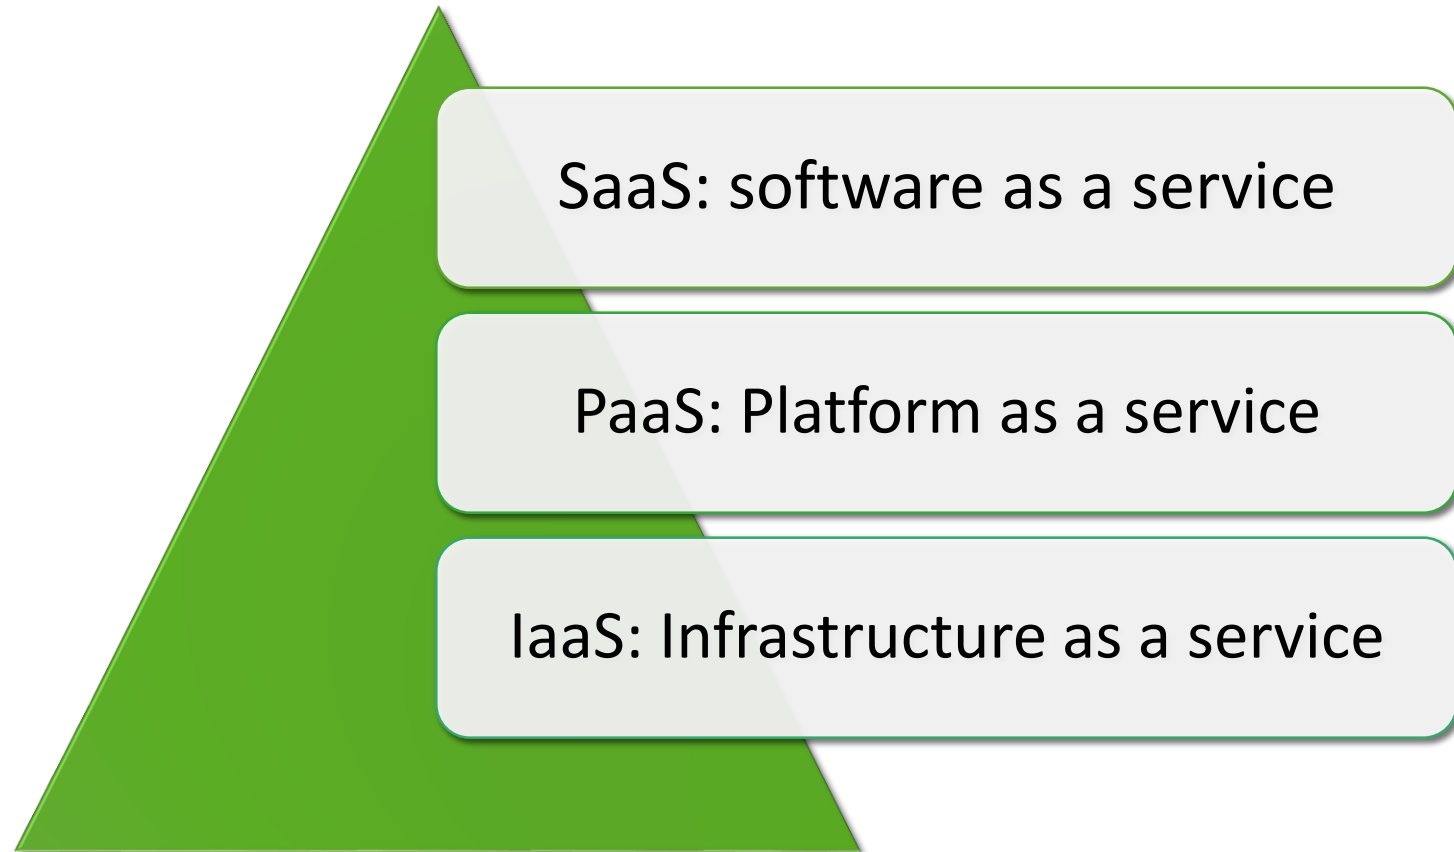 SaaS: software as a service
PaaS: Platform as a service
IaaS: Infrastructure as a service